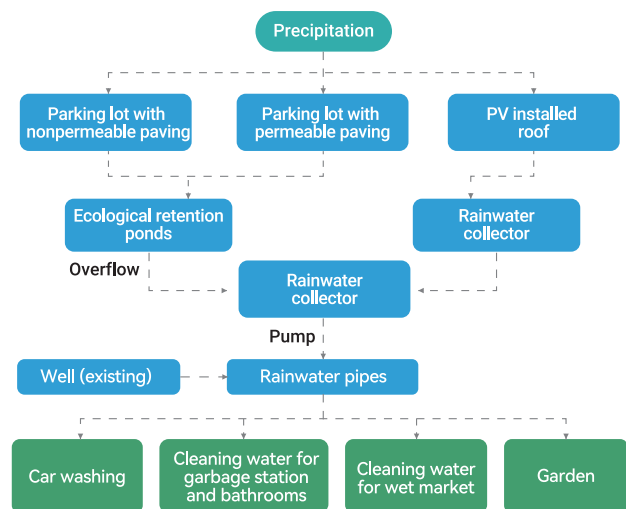 Precipitation
Parking lot with
nonpermeable paving
Parking lot with
permeable paving
PV installed
roof
Ecological retention
ponds
Rainwater
collector
Overflow
Rainwater
collector
Pump
Well (existing)
Rainwater pipes
Car washing
Cleaning water for
garbage station
and bathrooms
Cleaning water
for wet market
Garden